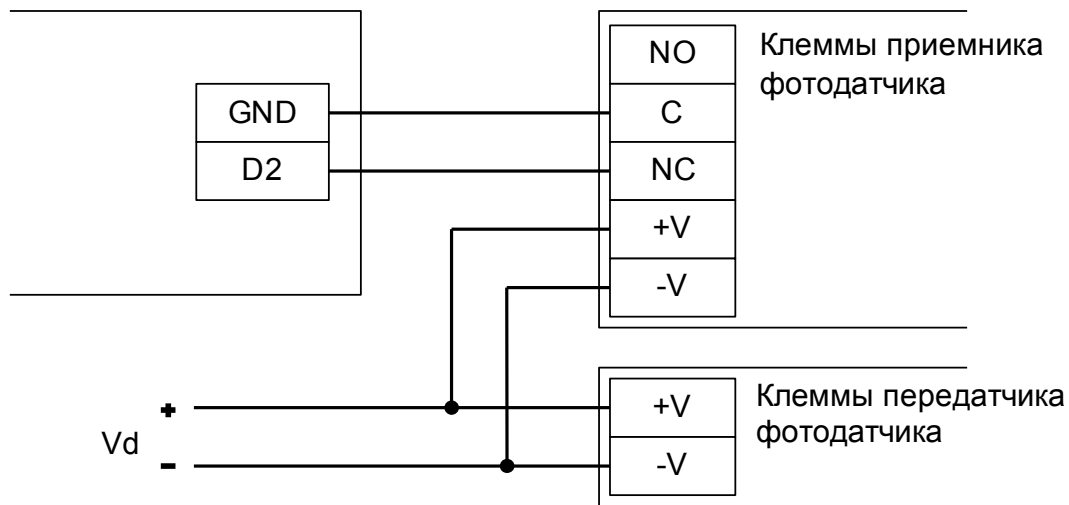 GND
D2
NO
C
NC
+V
-V
Клеммы приемника
фотодатчика
+
Vd
-
+V
-V
Клеммы передатчика
фотодатчика